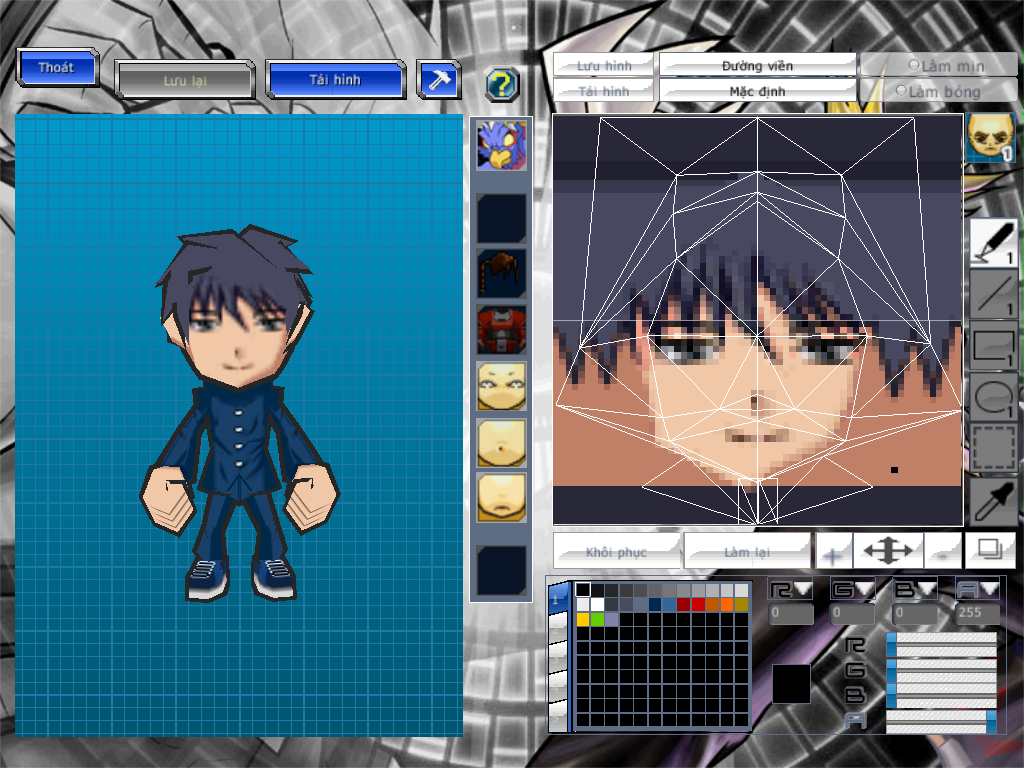 Thoát
Lưu lại
Tải hình
?
Lưu hình
Đường viền
Làm mịn
Tải hình
Mặc định
Làm bóng
1
1
1
1
1
Khôi phục
Làm lại
+
-
R G B A
0 0 0 255
R
G
B
A